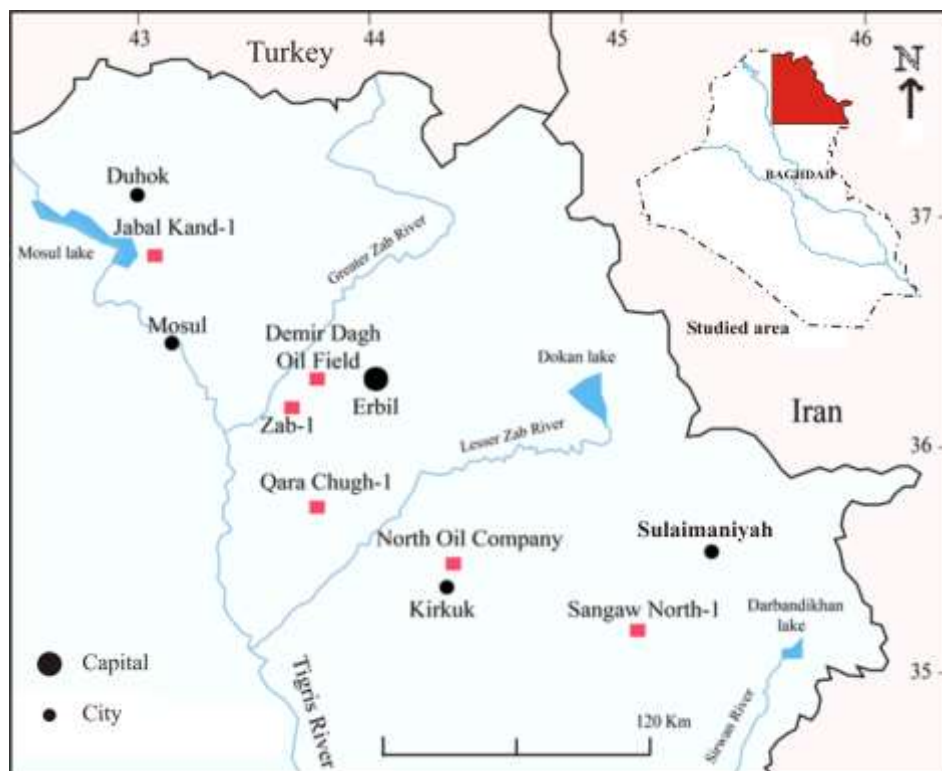 43
44
45
46
Turkey
N
Duhok
Jabal Kand-1
BAGHDAD
37
Mosul lake
Greater Zab River
Mosul
Demir Dagh
Oil Field
Studied area
Dokan lake
Erbil
Iran
Zab-1
Lesser Zab River
36
Qara Chugh-1
Sulaimaniyah
North Oil Company
Kirkuk
Sangaw North-1
Darbandikhan
lake
Capital
35
City
Tigris River
120 Km
Sirwan River